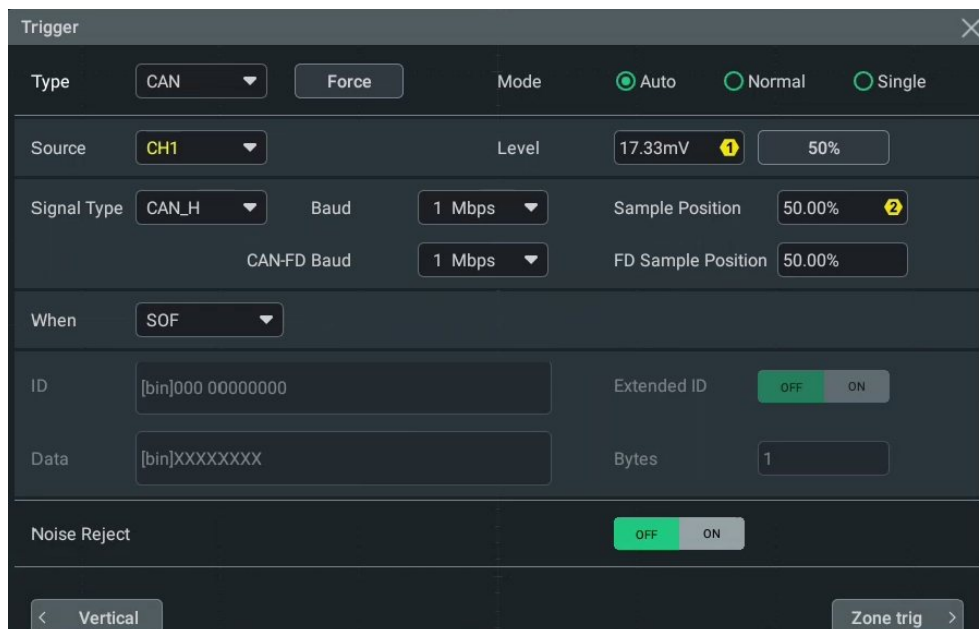 Trigger
Type CAN Force Mode Auto Normal Single
Source CH1 Level 17.33mV 1 50%
Signal Type CAN_H Baud 1 Mbps Sample Position 50.00% 2
CAN-FD Baud 1 Mbps FD Sample Position 50.00%
When SOF
ID [bin]000 00000000 Extended ID OFF ON
Data [bin]XXXXXXXX Bytes 1
Noise Reject OFF ON
< Vertical Zone trig >